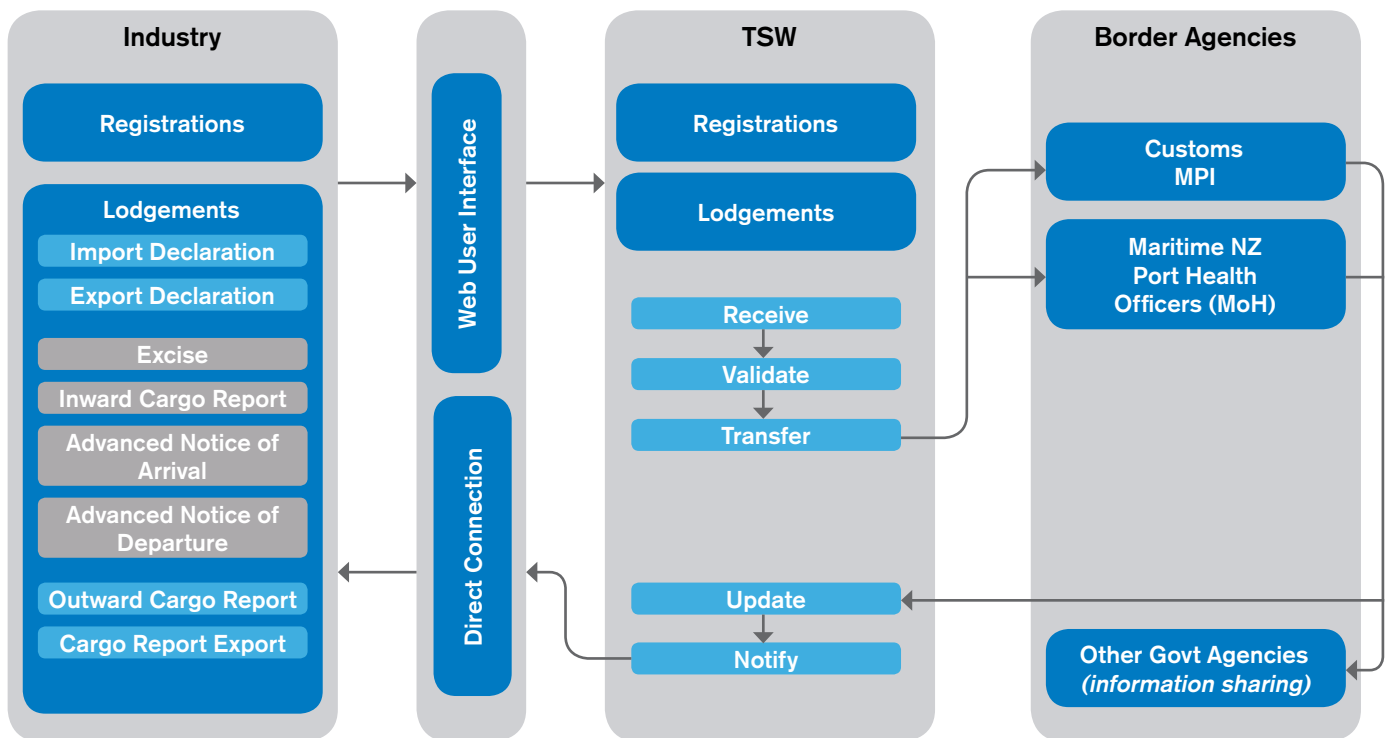 Industry
Registrations
Lodgements
Import Declaration
Export Declaration
Excise
Inward Cargo Report
Advanced Notice of
Arrival
Advanced Notice of
Departure
Outward Cargo Report
Cargo Report Export
Web User Interface
Direct Connection
TSW
Registrations
Lodgements
Receive
Validate
Transfer
Update
Notify
Border Agencies
Customs
MPI
Maritime NZ
Port Health
Officers (MoH)
Other Govt Agencies
(information sharing)